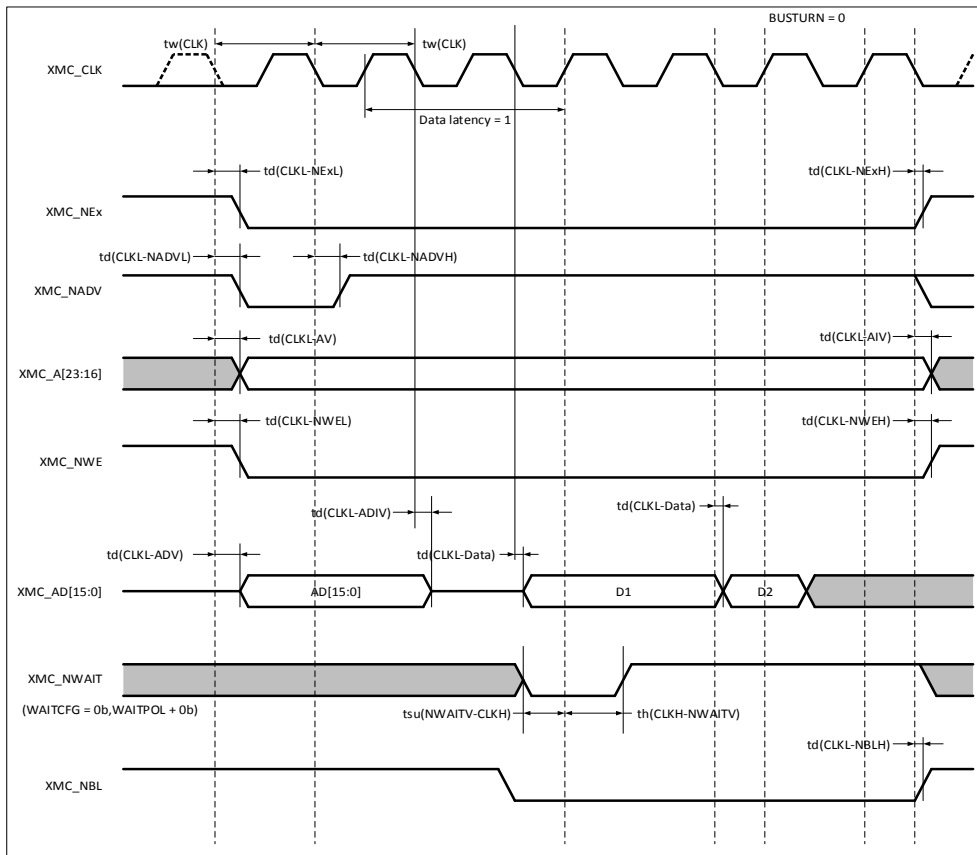 BUSTURN = 0
tw(CLK)
tw(CLK)
XMC_CLK
Data latency = 1
td(CLKL-NExL)
td(CLKL-NExH)
XMC_NEx
td(CLKL-NADVL)
td(CLKL-NADVH)
XMC_NADV
td(CLKL-AV)
td(CLKL-AIV)
XMC_A[23:16]
td(CLKL-NWEL)
td(CLKL-NWEH)
XMC_NWE
td(CLKL-ADIV)
td(CLKL-Data)
td(CLKL-ADV)
td(CLKL-Data)
XMC_AD[15:0]
AD[15:0]
D1
D2
XMC_NWAIT
(WAITCFG = 0b,WAITPOL + 0b)
tsu(NWAITV-CLKH)
th(CLKH-NWAITV)
td(CLKL-NBLH)
XMC_NBL